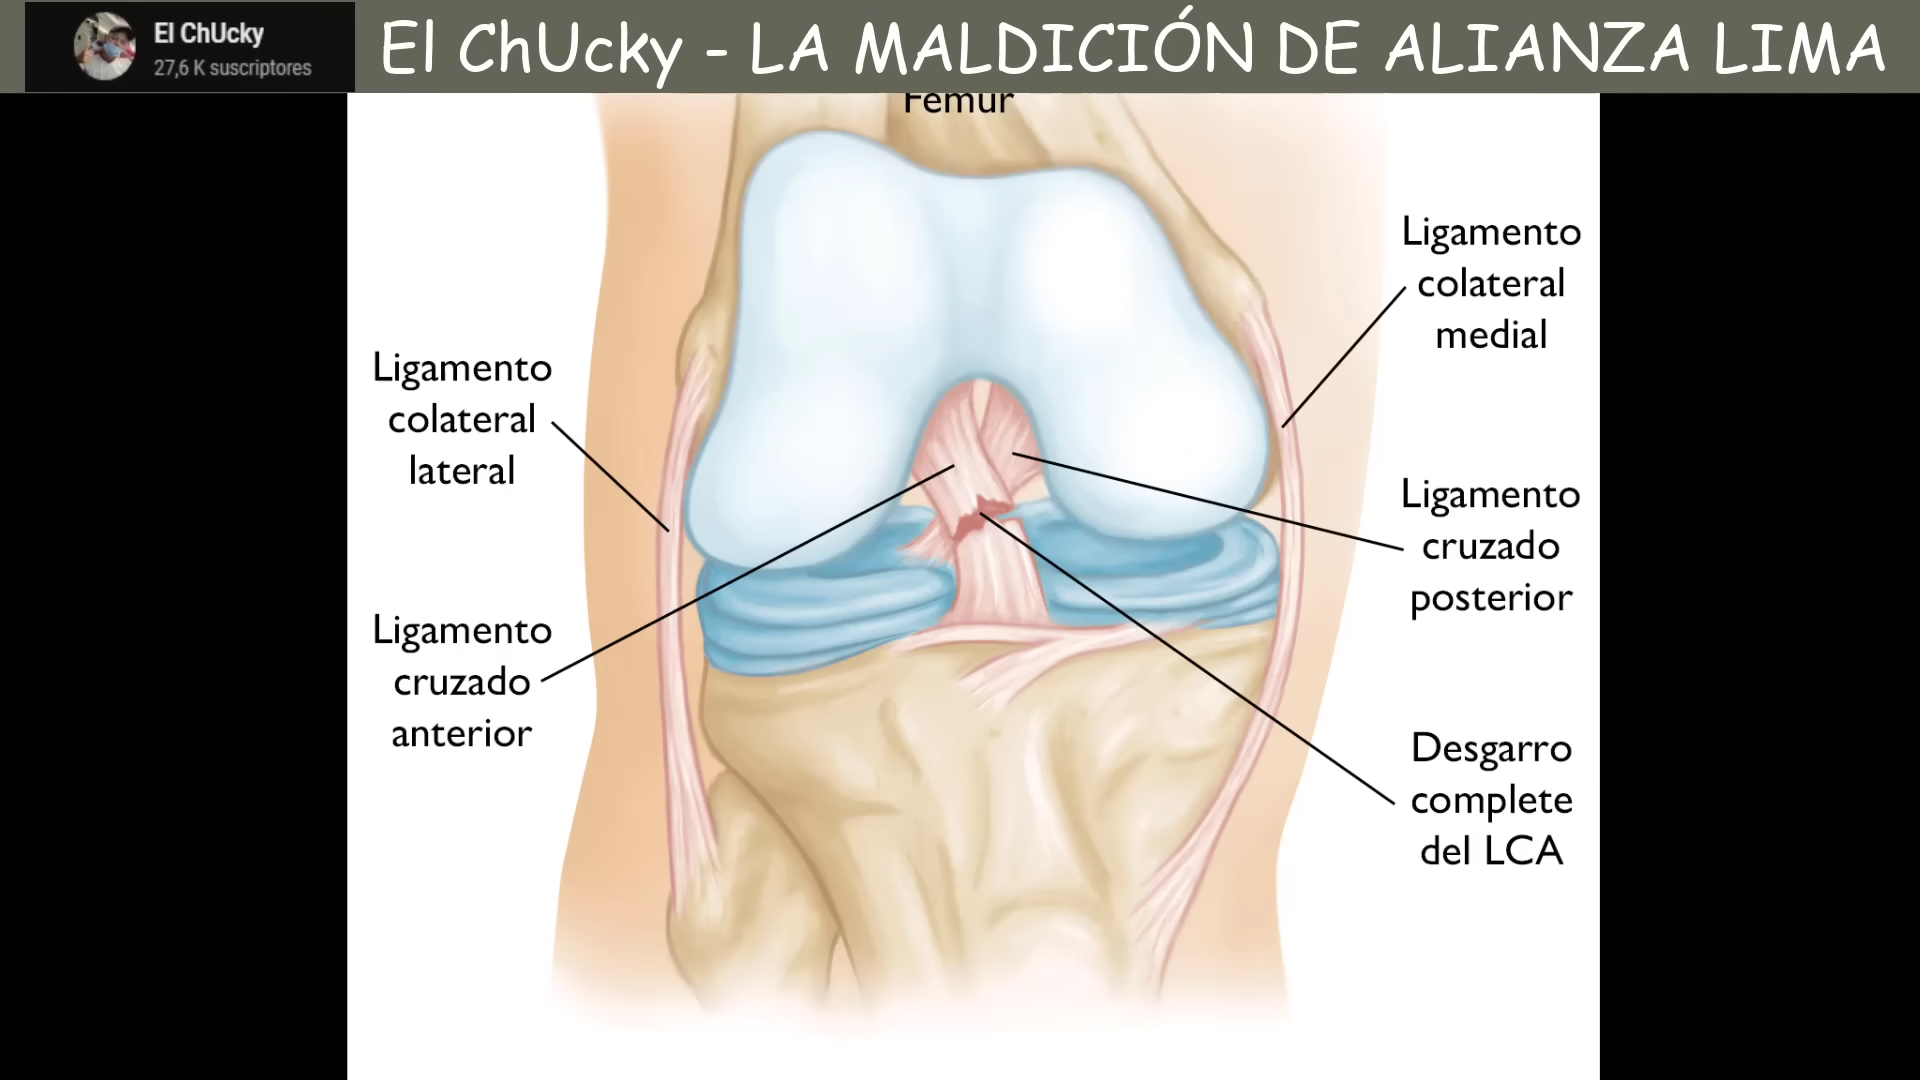 El ChUcky
27,6 K suscriptores
El ChUcky - LA MALDICIÓN DE ALIANZA LIMA
Femur
Ligamento
colateral
medial
Ligamento
colateral
lateral
Ligamento
cruzado
posterior
Ligamento
cruzado
anterior
Desgarro
complete
del LCA